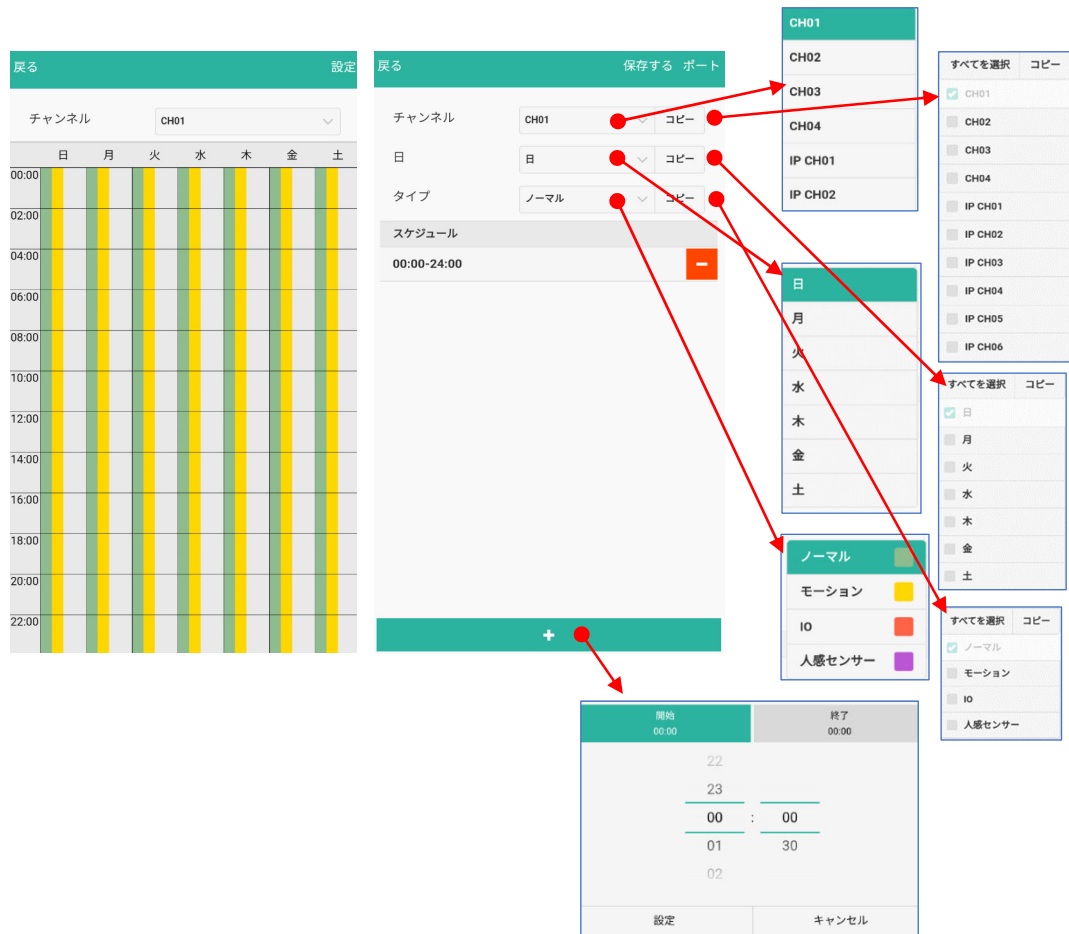 戻る 設定
チャンネル CH01
日 月 火 水 木 金 土
00:00
02:00
04:00
06:00
08:00
10:00
12:00
14:00
16:00
18:00
20:00
22:00
戻る 保存する ポート
チャンネル CH01 コピー
日 日 コピー
タイプ ノーマル コピー
スケジュール
00:00-24:00
+
CH01
CH02
CH03
CH04
IP CH01
IP CH02
日
月
火
水
木
金
土
ノーマル
モーション
IO
人感センサー
すべてを選択 コピー
CH01
CH02
CH03
CH04
IP CH01
IP CH02
IP CH03
IP CH04
IP CH05
IP CH06
すべてを選択 コピー
日
月
火
水
木
金
土
すべてを選択 コピー
ノーマル
モーション
IO
人感センサー
開始 終了
00:00 00:00
22
23
00 : 00
01 30
02
設定 キャンセル